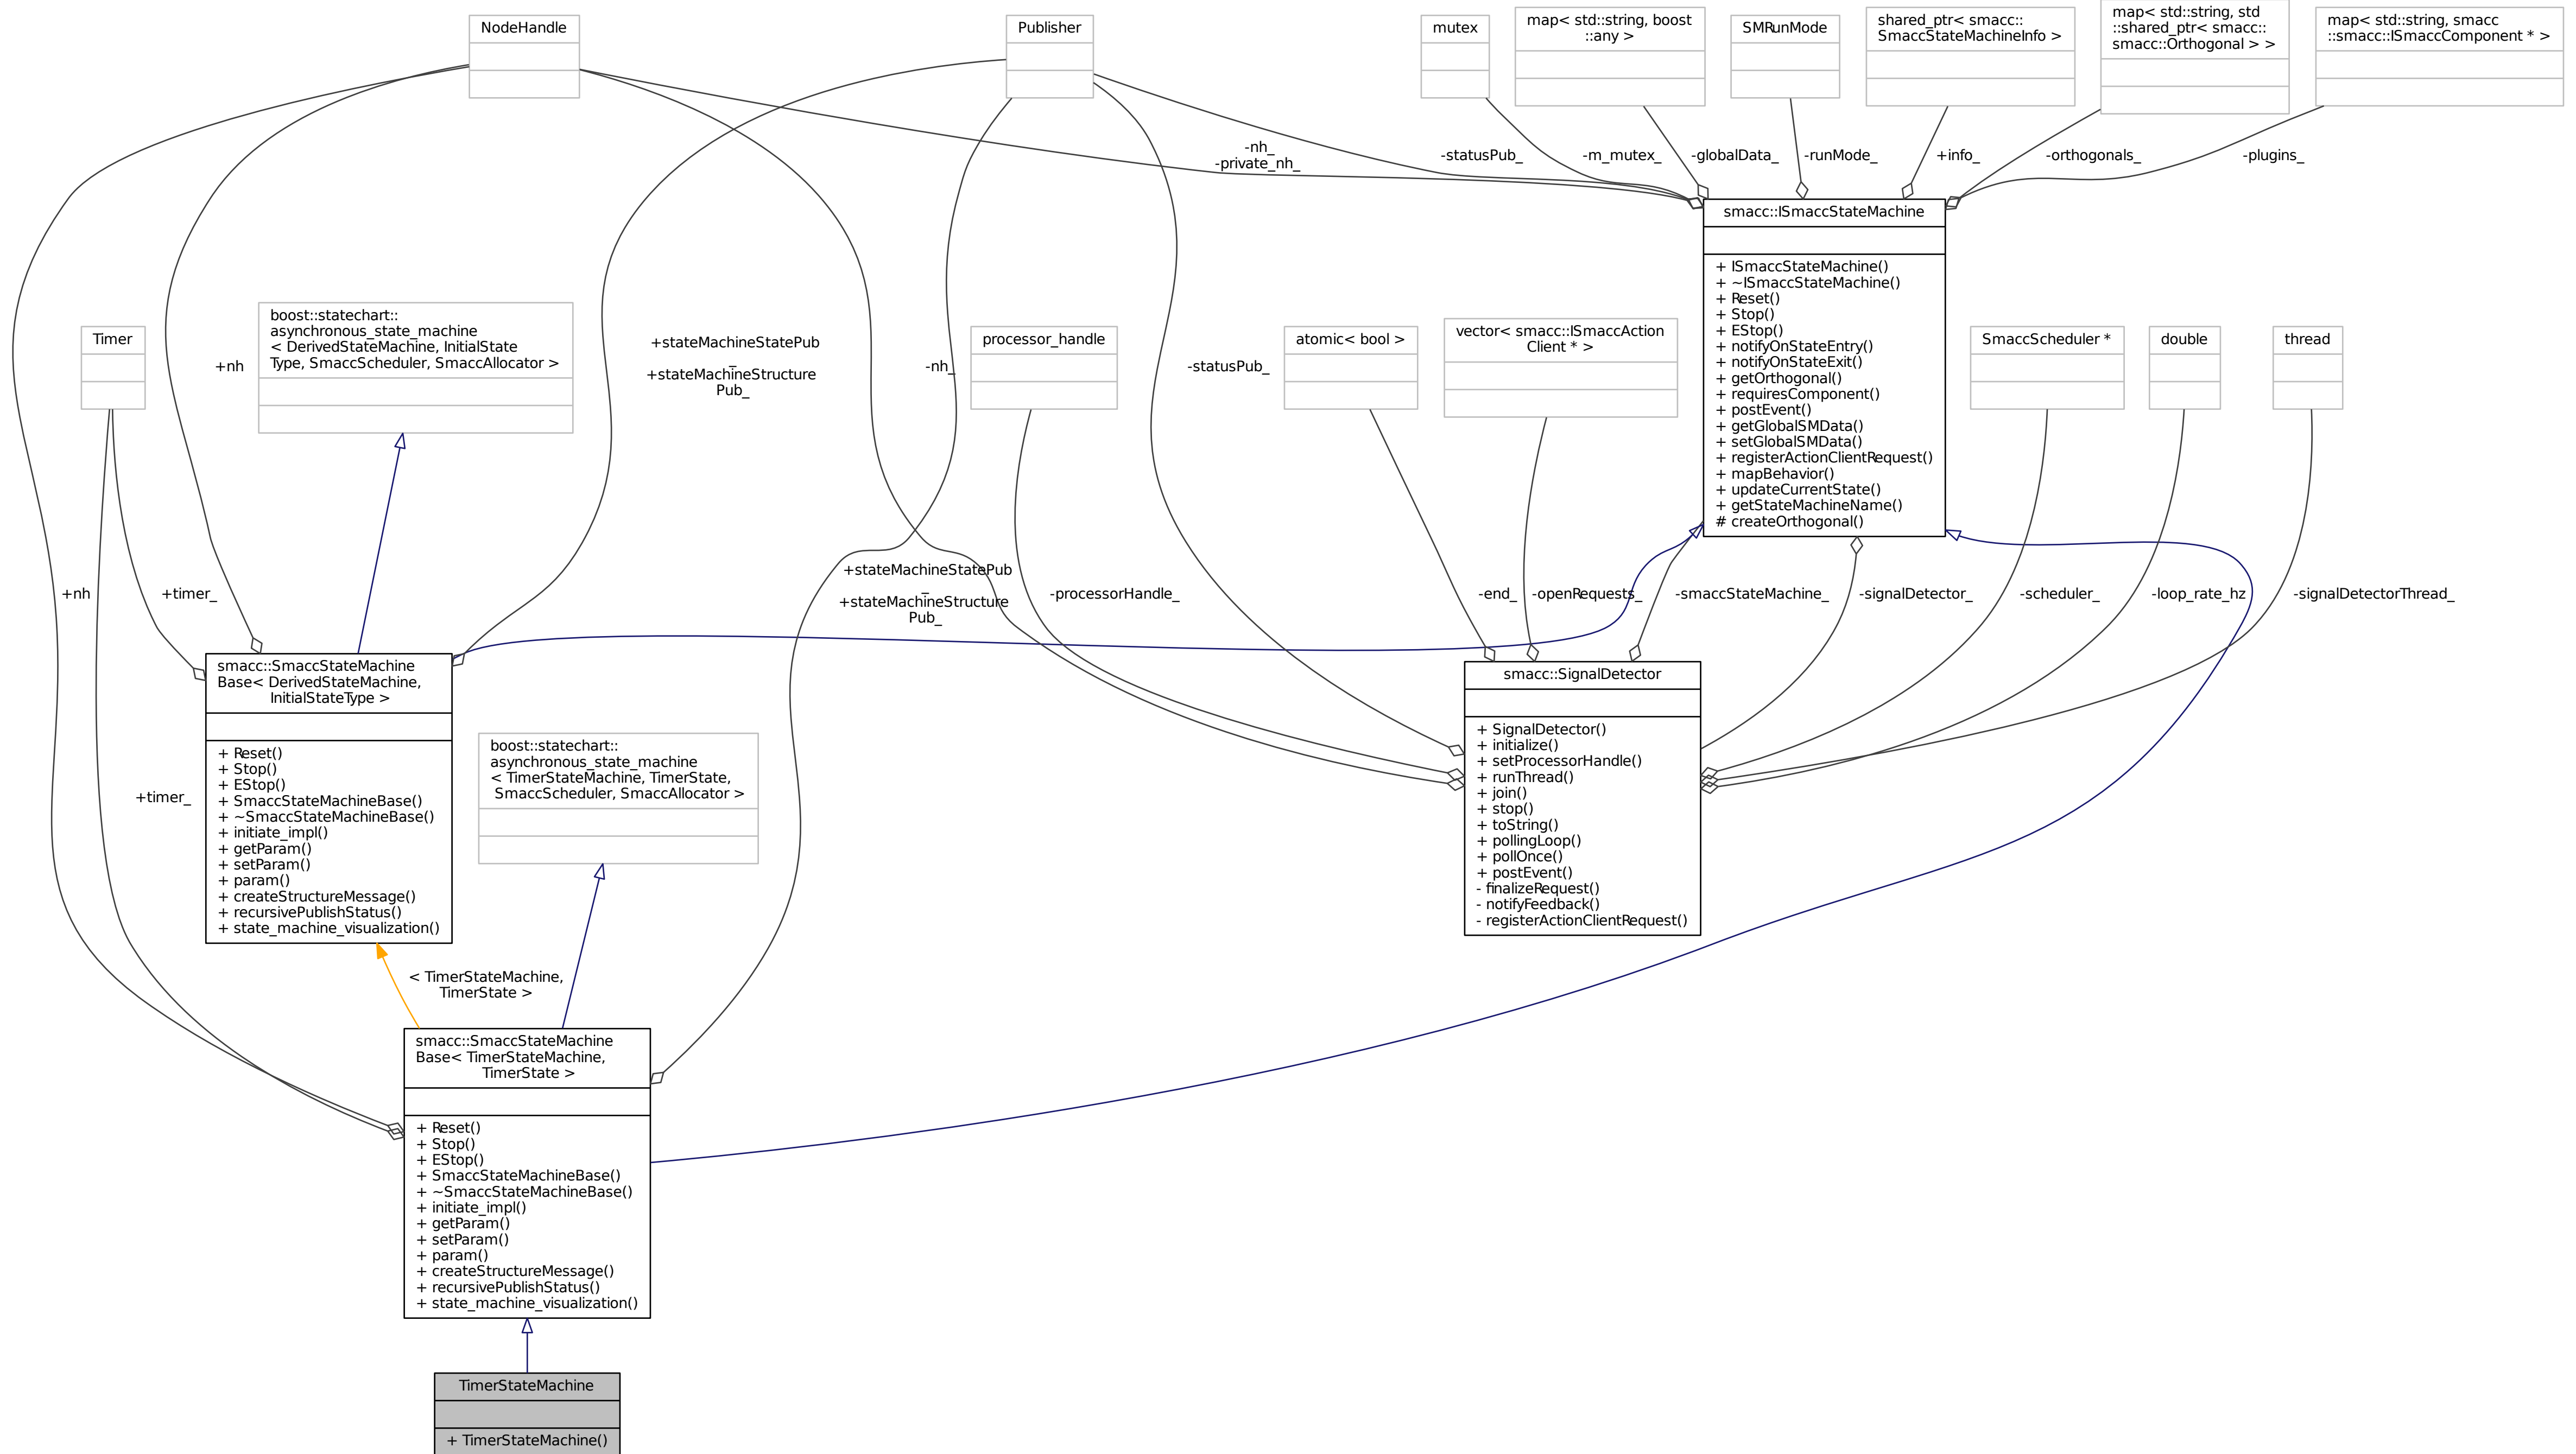 NodeHandle
Publisher
mutex
map< std::string, boost
::any >
SMRunMode
shared_ptr< smacc::
SmaccStateMachineInfo >
map< std::string, std
::shared_ptr< smacc::
smacc::Orthogonal > >
map< std::string, smacc
::smacc::ISmaccComponent * >
-nh_
-private_nh_
-statusPub_
-m_mutex_
-globalData_
-runMode_
+info_
-orthogonals_
-plugins_
smacc::ISmaccStateMachine
+ ISmaccStateMachine()
+ ~ISmaccStateMachine()
+ Reset()
+ Stop()
+ EStop()
+ notifyOnStateEntry()
+ notifyOnStateExit()
+ getOrthogonal()
+ requiresComponent()
+ postEvent()
+ getGlobalSMData()
+ setGlobalSMData()
+ registerActionClientRequest()
+ mapBehavior()
+ updateCurrentState()
+ getStateMachineName()
# createOrthogonal()
Timer
+nh
boost::statechart::
asynchronous_state_machine
< DerivedStateMachine, InitialState
Type, SmaccScheduler, SmaccAllocator >
+stateMachineStatePub
_
+stateMachineStructure
Pub_
-nh_
processor_handle
-statusPub_
atomic< bool >
vector< smacc::ISmaccAction
Client * >
SmaccScheduler *
double
thread
+nh
+timer_
+stateMachineStatePub
_
+stateMachineStructure
Pub_
-processorHandle_
-end_
-openRequests_
-smaccStateMachine_
-signalDetector_
-scheduler_
-loop_rate_hz
-signalDetectorThread_
smacc::SmaccStateMachine
Base< DerivedStateMachine,
InitialStateType >
+ Reset()
+ Stop()
+ EStop()
+ SmaccStateMachineBase()
+ ~SmaccStateMachineBase()
+ initiate_impl()
+ getParam()
+ setParam()
+ param()
+ createStructureMessage()
+ recursivePublishStatus()
+ state_machine_visualization()
smacc::SignalDetector
+ SignalDetector()
+ initialize()
+ setProcessorHandle()
+ runThread()
+ join()
+ stop()
+ toString()
+ pollingLoop()
+ pollOnce()
+ postEvent()
- finalizeRequest()
- notifyFeedback()
- registerActionClientRequest()
+timer_
boost::statechart::
asynchronous_state_machine
< TimerStateMachine, TimerState,
SmaccScheduler, SmaccAllocator >
< TimerStateMachine,
TimerState >
smacc::SmaccStateMachine
Base< TimerStateMachine,
TimerState >
+ Reset()
+ Stop()
+ EStop()
+ SmaccStateMachineBase()
+ ~SmaccStateMachineBase()
+ initiate_impl()
+ getParam()
+ setParam()
+ param()
+ createStructureMessage()
+ recursivePublishStatus()
+ state_machine_visualization()
TimerStateMachine
+ TimerStateMachine()